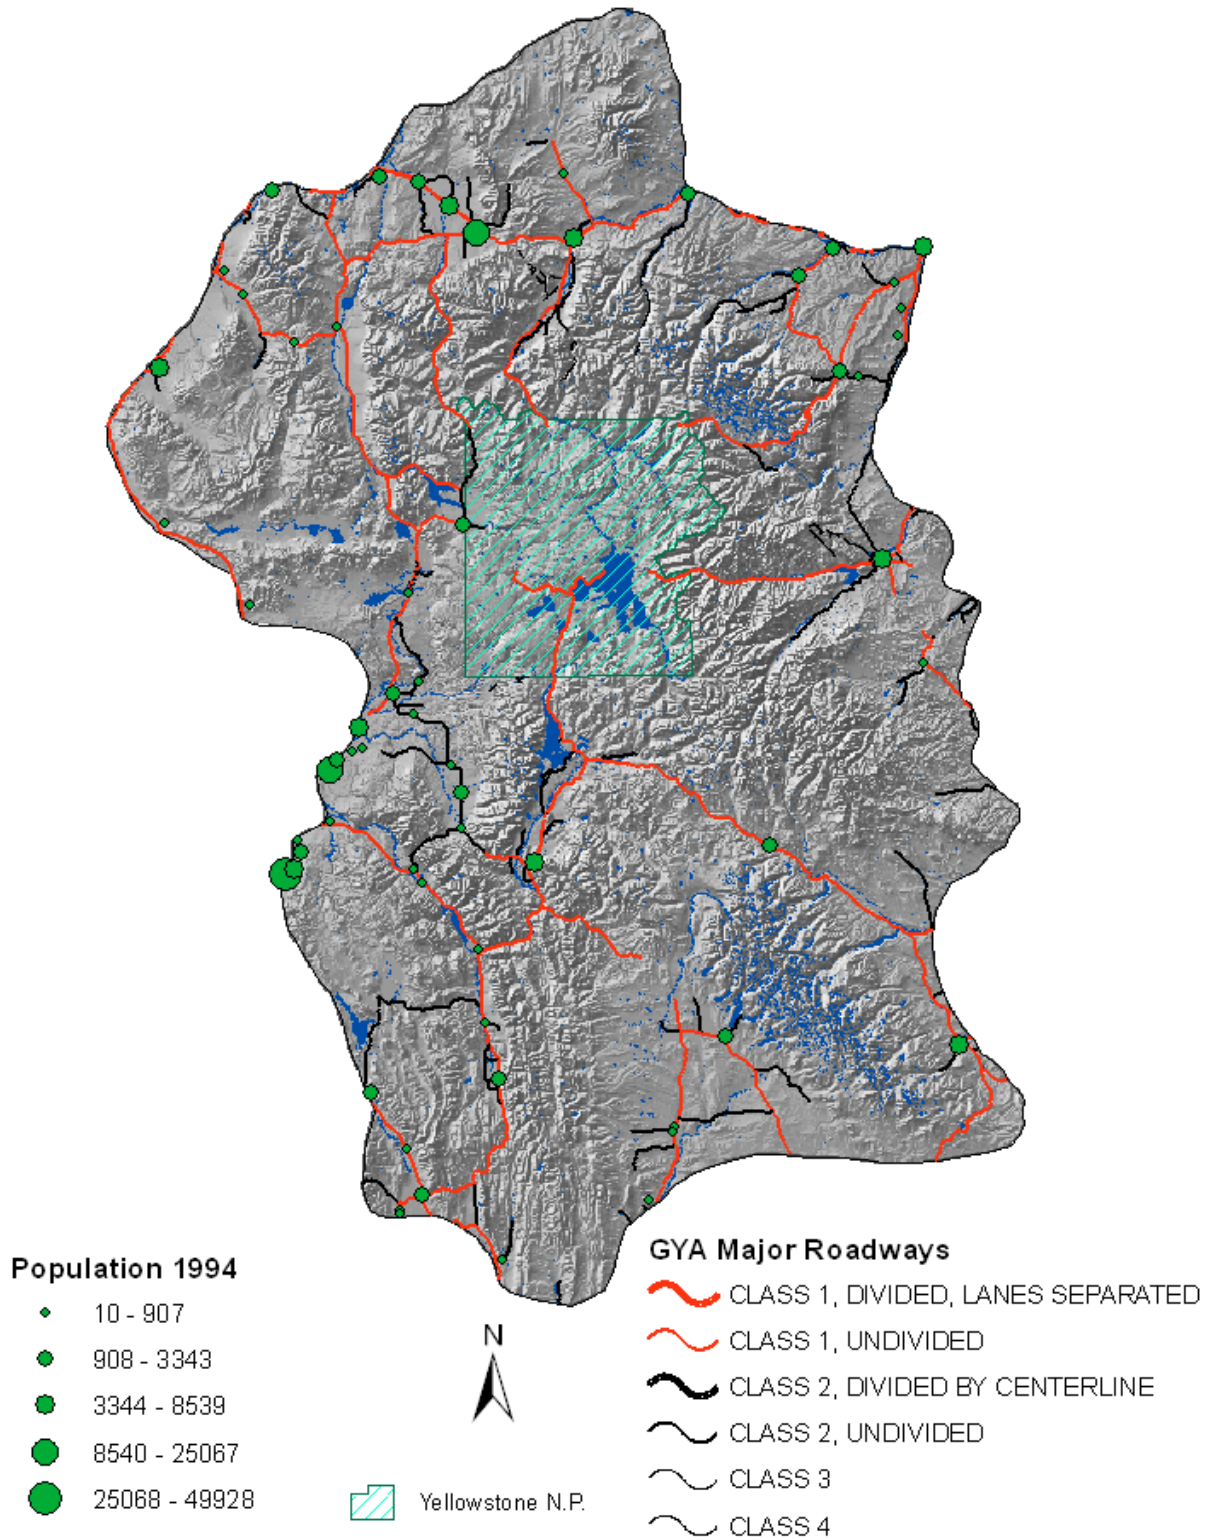 Population 1994
10 - 907
908 - 3343
3344 - 8539
8540 - 25067
25068 - 49928
N
Yellowstone N.P.
GYA Major Roadways
CLASS 1, DIVIDED, LANES SEPARATED
CLASS 1, UNDIVIDED
CLASS 2, DIVIDED BY CENTERLINE
CLASS 2, UNDIVIDED
CLASS 3
CLASS 4